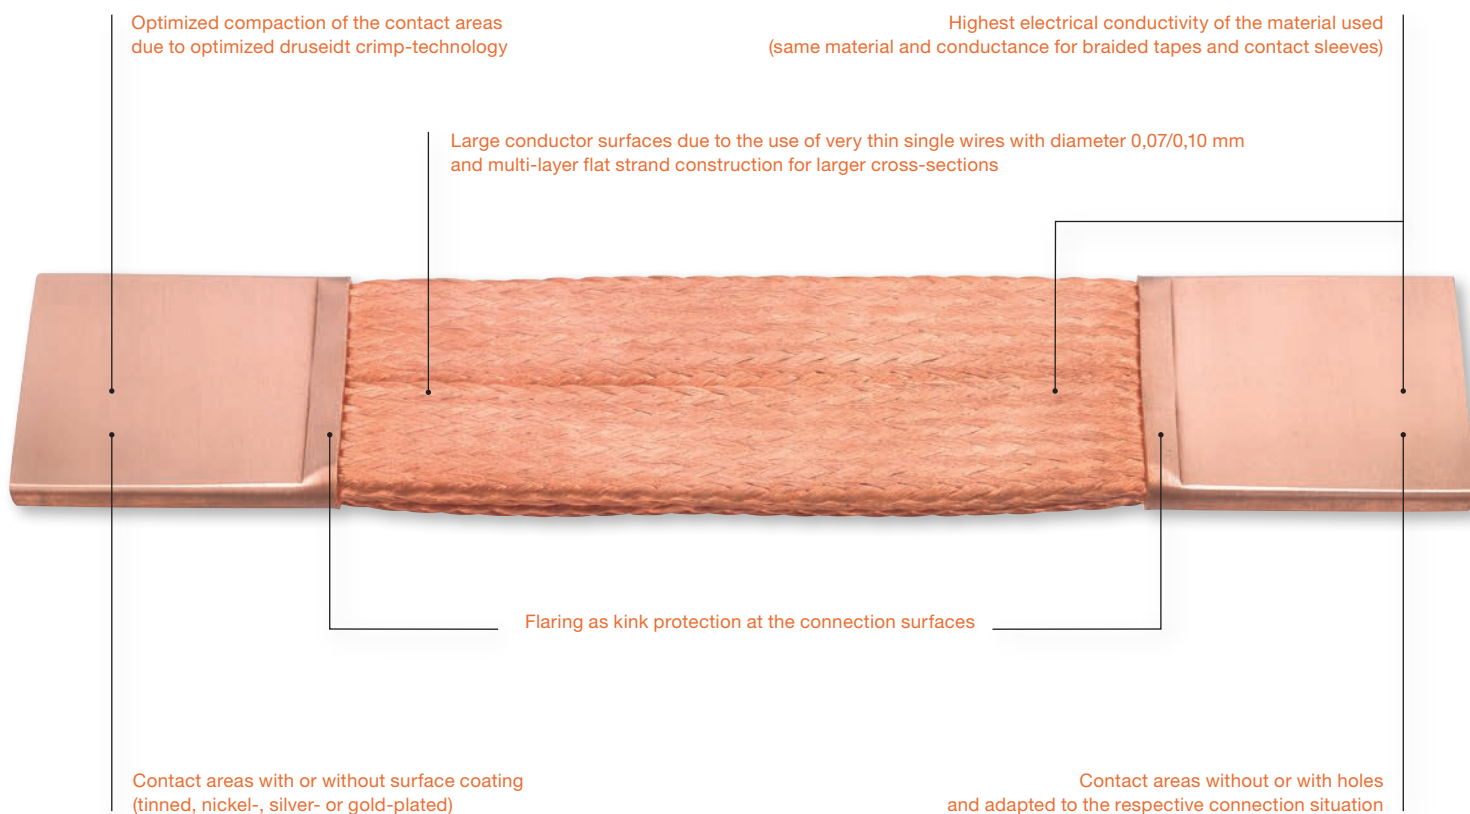 Optimized compaction of the contact areas
due to optimized druseidt crimp-technology
Highest electrical conductivity of the material used
(same material and conductance for braided tapes and contact sleeves)
Large conductor surfaces due to the use of very thin single wires with diameter 0,07/0,10 mm
and multi-layer flat strand construction for larger cross-sections
Flaring as kink protection at the connection surfaces
Contact areas with or without surface coating
(tinned, nickel-, silver- or gold-plated)
Contact areas without or with holes
and adapted to the respective connection situation